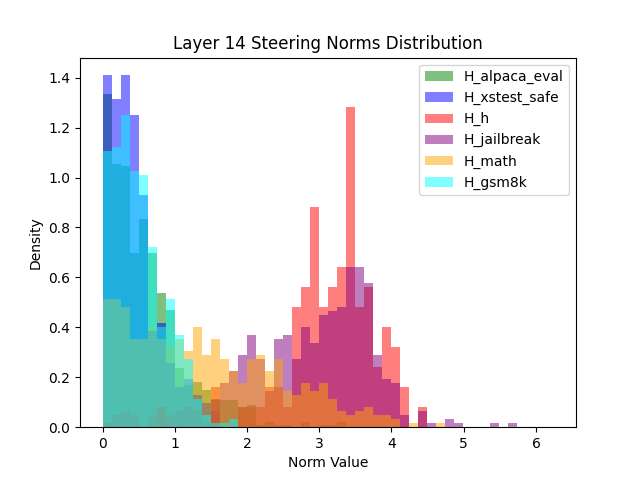 Layer 14 Steering Norms Distribution
H_alpaca_eval
H_xstest_safe
H_h
H_jailbreak
H_math
H_gsm8k
Density
1.4
1.2
1.0
0.8
0.6
0.4
0.2
0.0
0 1 2 3 4 5 6
Norm Value